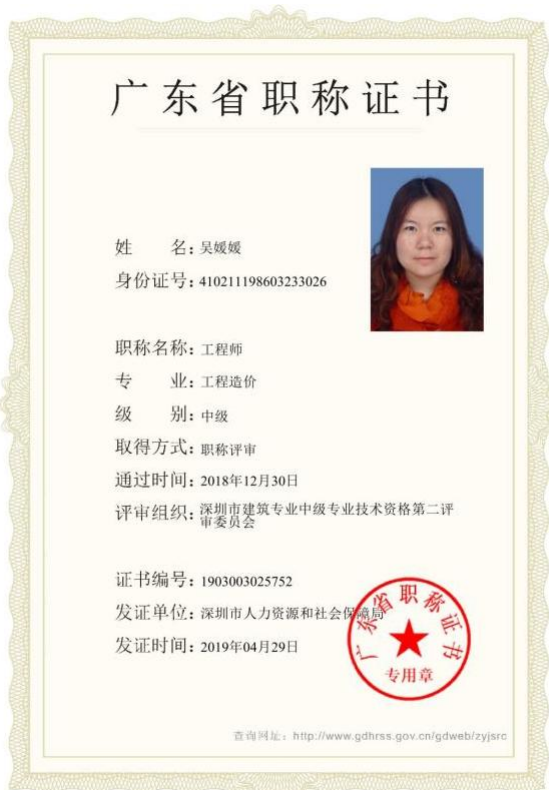 广东省职称证书
姓 名：吴媛媛
身份证号：410211198603233026
职称名称：工程师
专 业：工程造价
级 别：中级
取得方式：职称评审
通过时间：2018年12月30日
评审组织：深圳市建筑专业中级专业技术资格第二评
审委员会
证书编号：1903003025752
发证单位：深圳市人力资源和社会保障局
发证时间：2019年04月29日
广东省职称证书
专用章
查询网址：http://www.gdhrss.gov.cn/gdweb/zyjsrc